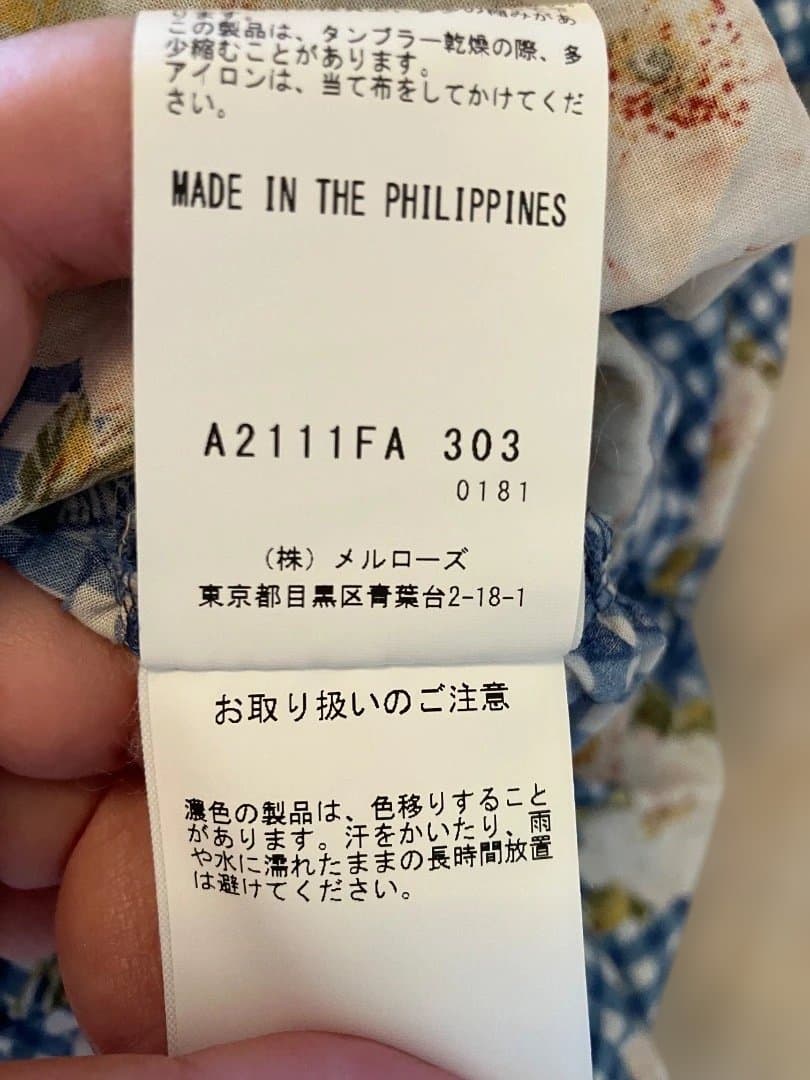 この製品は、タンブラー乾燥の際、多
少縮むことがあります。
アイロンは、当て布をしてかけてくだ
さい。
MADE IN THE PHILIPPINES
A2111FA 303
0181
(株) メルローズ
東京都目黒区青葉台2-18-1
お取り扱いのご注意
濃色の製品は、色移りすること
があります。汗をかいたり、雨
や水に濡れたままの長時間放置
は避けてください。